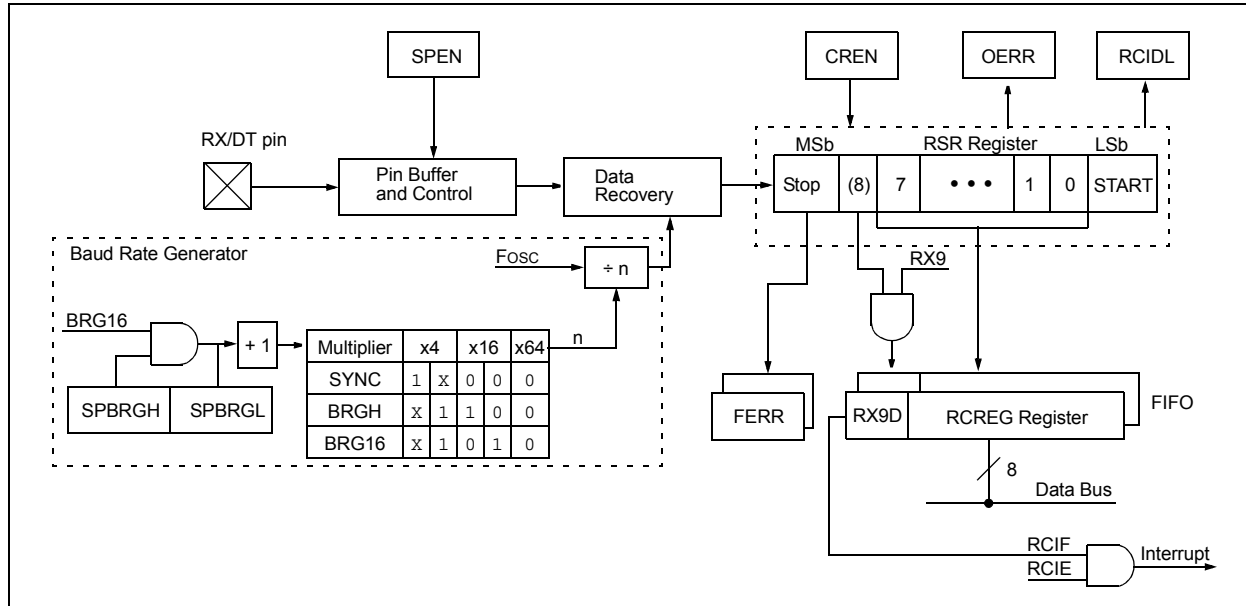 SPEN
CREN
OERR
RCIDL
RX/DT pin
Pin Buffer
and Control
Data
Recovery
MSb
RSR Register
LSb
Stop (8) 7 • • • 1 0 START
Baud Rate Generator
FOSC
÷ n
RX9
BRG16
+ 1
n
Multiplier x4 x16 x64
SYNC 1 X 0 0 0
BRGH X 1 1 0 0
BRG16 X 1 0 1 0
SPBRGH SPBRGL
FERR
RX9D
RCREG Register
FIFO
8
Data Bus
RCIF
RCIE
Interrupt